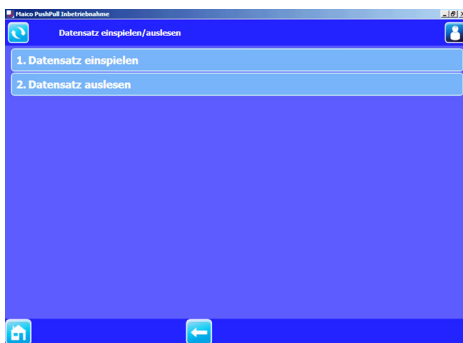 Maico PushPull Inbetriebnahme
Datensatz einspielen/auslesen
1. Datensatz einspielen
2. Datensatz auslesen